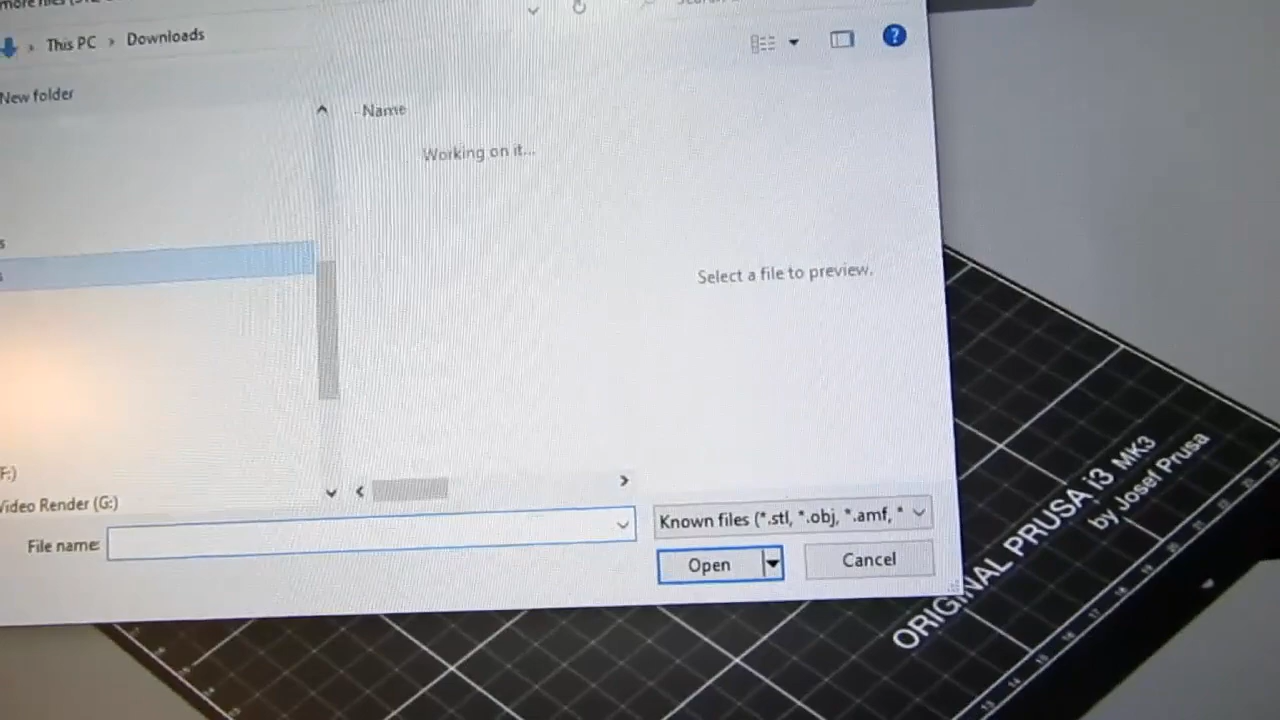 This PC > Downloads
New folder
Name
Working on it...
Select a file to preview.
Video Render (G:)
File name:
Known files (*.stl, *.obj, *.amf, *
Open
Cancel
ORIGINAL PRUSA i3 MK3
by Josef Prusa